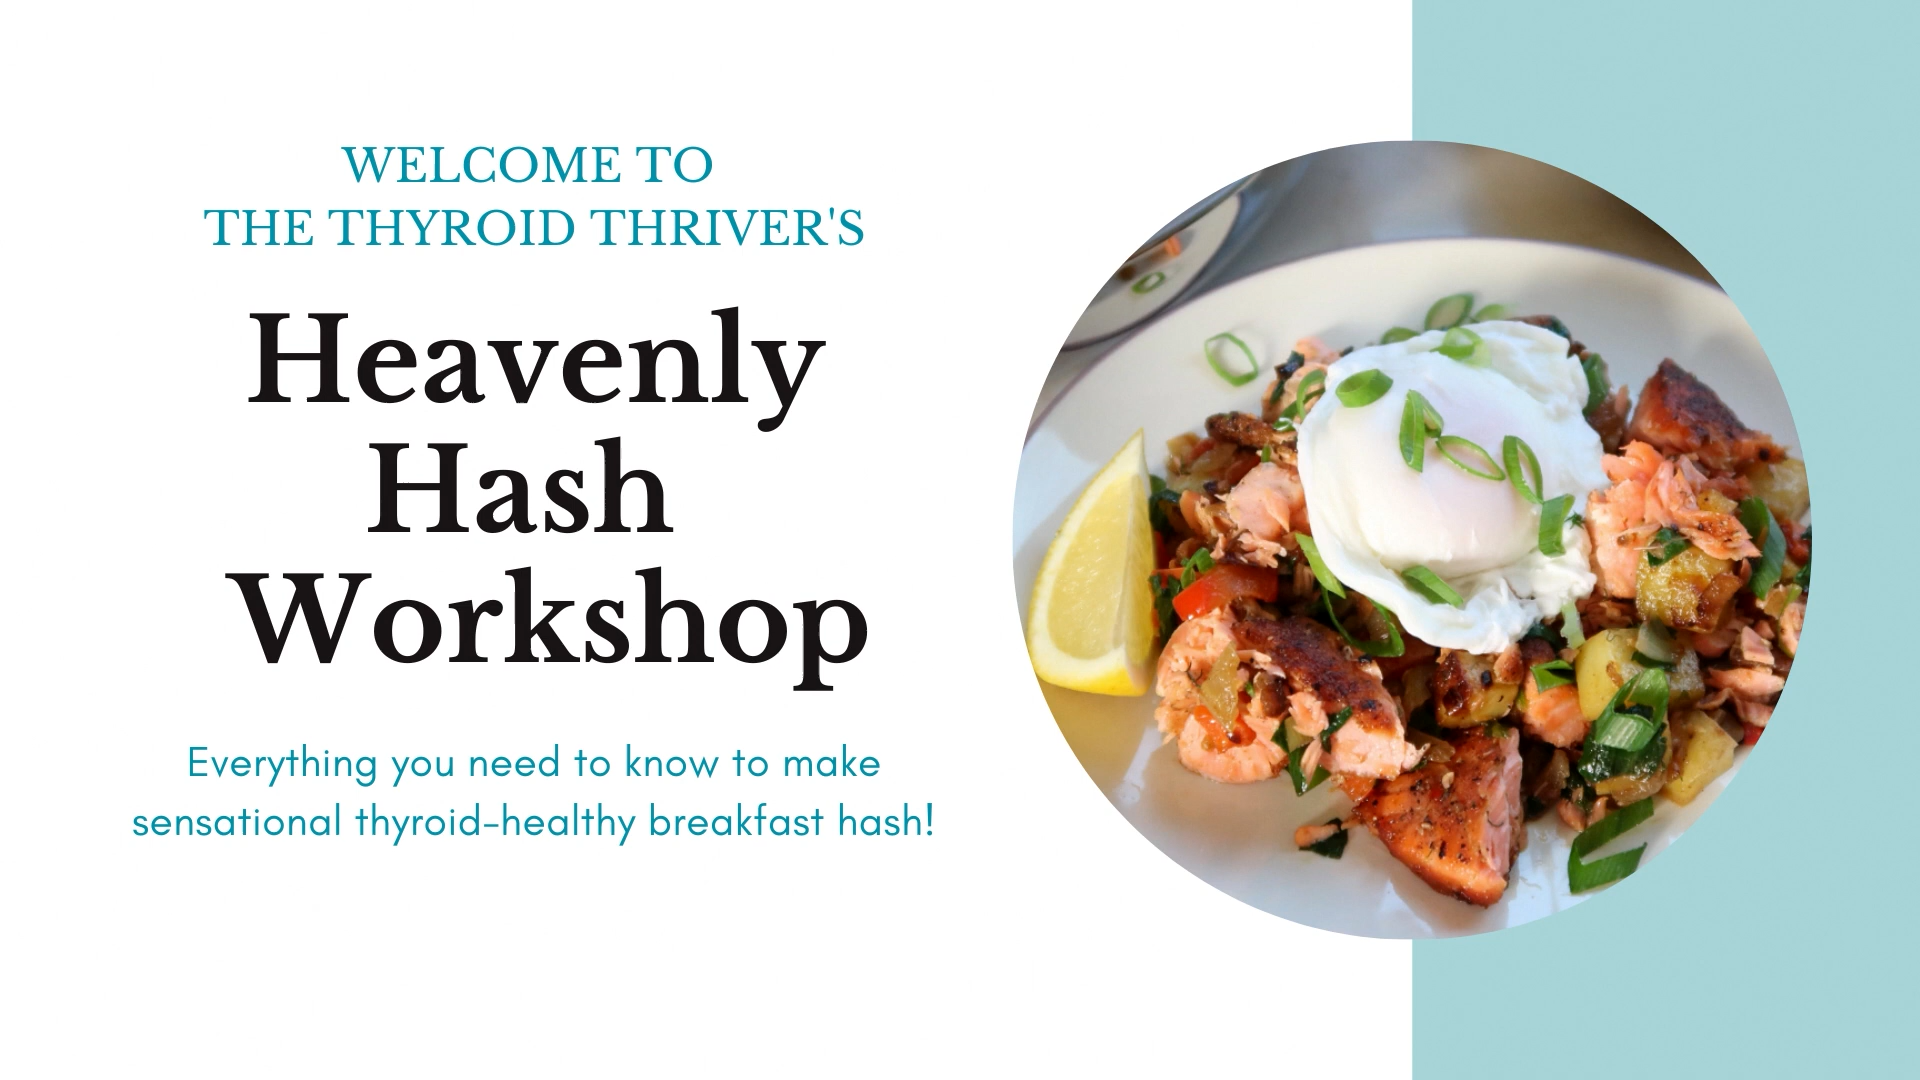 WELCOME TO
THE THYROID THRIVER'S
Heavenly
Hash
Workshop
Everything you need to know to make
sensational thyroid-healthy breakfast hash!